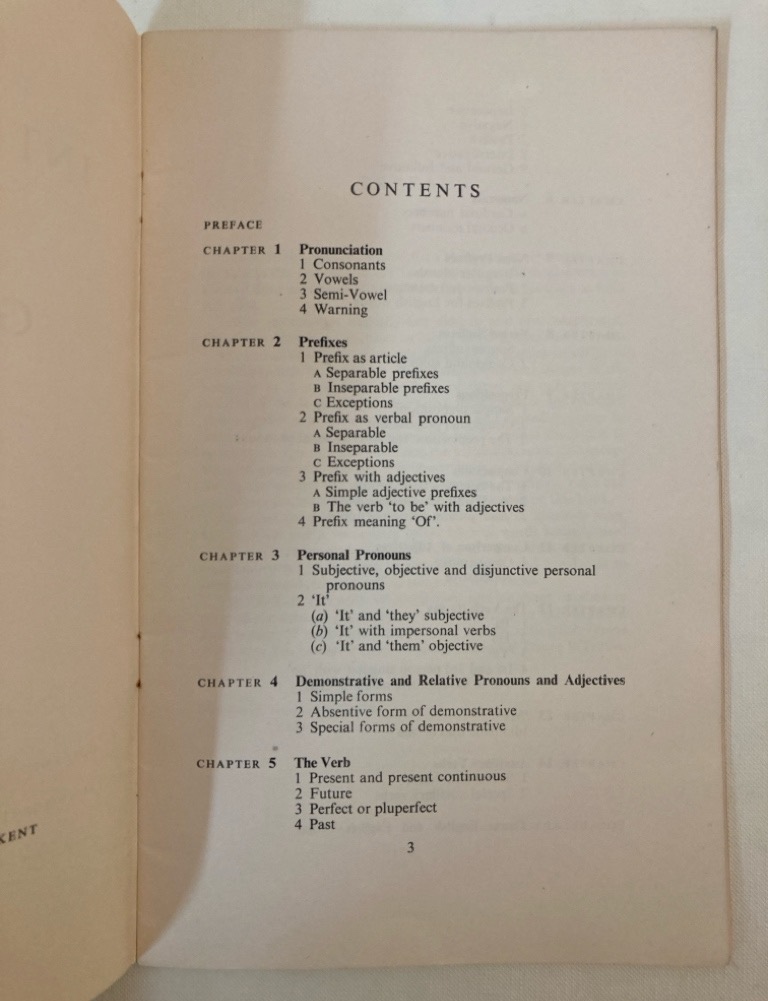 CONTENTS
PREFACE
CHAPTER 1 Pronunciation
1 Consonants
2 Vowels
3 Semi-Vowel
4 Warning
CHAPTER 2 Prefixes
1 Prefix as article
A Separable prefixes
B Inseparable prefixes
C Exceptions
2 Prefix as verbal pronoun
A Separable
B Inseparable
C Exceptions
3 Prefix with adjectives
A Simple adjective prefixes
B The verb ‘to be’ with adjectives
4 Prefix meaning ‘Of’.
CHAPTER 3 Personal Pronouns
1 Subjective, objective and disjunctive personal
pronouns
2 ‘It’
(a) ‘It’ and ‘they’ subjective
(b) ‘It’ with impersonal verbs
(c) ‘It’ and ‘them’ objective
CHAPTER 4 Demonstrative and Relative Pronouns and Adjectives
1 Simple forms
2 Absentive form of demonstrative
3 Special forms of demonstrative
CHAPTER 5 The Verb
1 Present and present continuous
2 Future
3 Perfect or pluperfect
4 Past
3
KENT